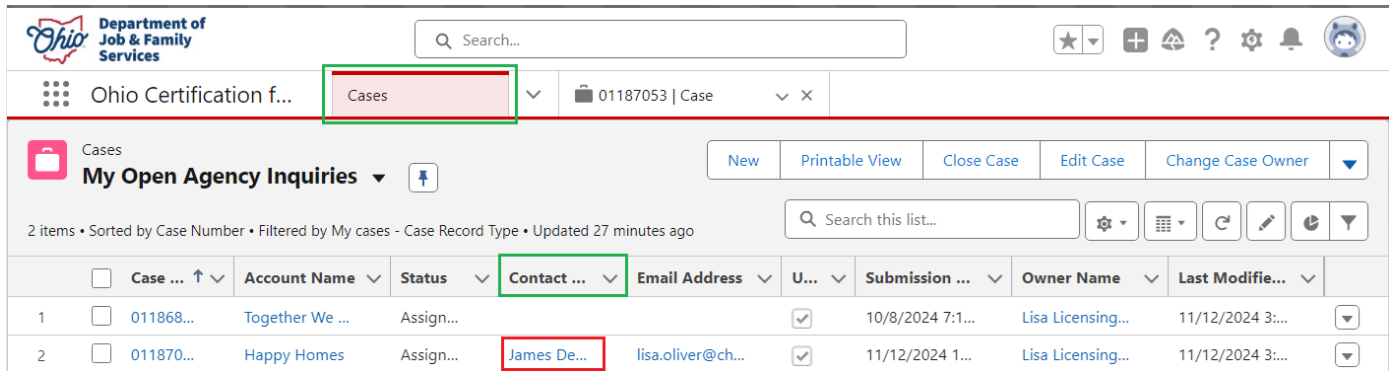 Ohio Department of Job & Family Services
Search...
Ohio Certification f... Cases 01187053 | Case
Cases
My Open Agency Inquiries
New Printable View Close Case Edit Case Change Case Owner
Search this list...
2 items • Sorted by Case Number • Filtered by My cases - Case Record Type • Updated 27 minutes ago
Case ... Account Name Status Contact ... Email Address U... Submission ... Owner Name Last Modifie...
1 011868... Together We ... Assign... 10/8/2024 7:1... Lisa Licensing... 11/12/2024 3:...
2 011870... Happy Homes Assign... James De... lisa.oliver@ch... 11/12/2024 1... Lisa Licensing... 11/12/2024 3:...